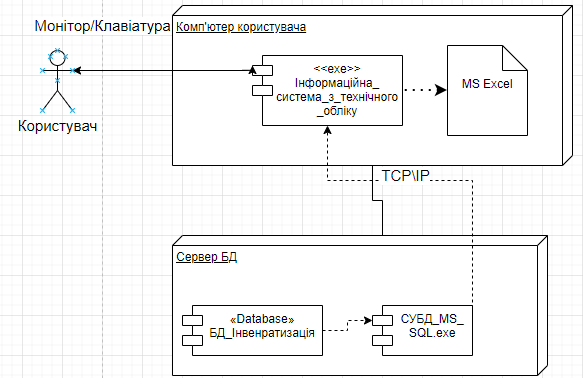 Монітор/Клавіатура
Комп'ютер користувача
<<exe>>
Інформаційна_
система_з_технічного
_обліку
MS Excel
Користувач
TCP\IP
Сервер БД
«Database»
БД_Інвенратизація
СУБД_MS_
SQL.exe